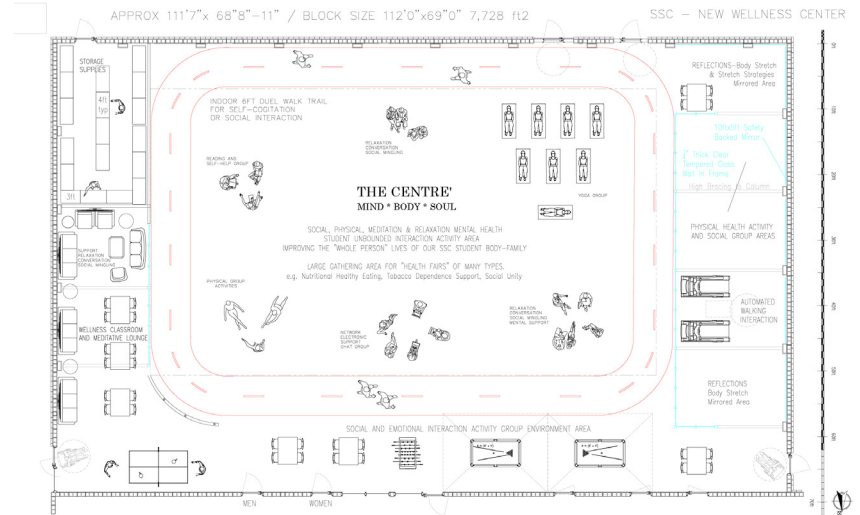 APPROX 111'7"x 68"8"-11" / BLOCK SIZE 112'0"x69"0" 7,728 ft2
SSC - NEW WELLNESS CENTER
STORAGE
SUPPLIES
4ft
typ
3ft
INDOOR 6FT DUEL WALK TRAIL
FOR SELF-COGITATION
OR SOCIAL INTERACTION
REFLECTIONS-Body Stretch
& Stretch Strategies
Mirrored Area
RELAXATION
CONVERSATION
SOCIAL MINGLING
READING AND
SELF-HELP GROUP
Backed Mirror
Tempered Glass
Wall in Frame
High Bracing to Column
THE CENTRE'
MIND * BODY * SOUL
YOGA GROUP
SOCIAL, PHYSICAL, MEDITATION & RELAXATION MENTAL HEALTH
STUDENT UNBOUNDED INTERACTION ACTIVITY AREA
IMPROVING THE "WHOLE PERSON" LIVES OF OUR SSC STUDENT BODY-FAMILY
LARGE GATHERING AREA FOR "HEALTH FAIRS" OF MANY TYPES.
e.g. Nutritional Healthy Eating, Tobacco Dependence Support, Social Unity
PHYSICAL HEALTH ACTIVITY
AND SOCIAL GROUP AREAS
SUPPORT
RELAXATION
CONVERSATION
SOCIAL MINGLING
PHYSICAL GROUP
ACTIVITIES
AUTOMATED
WALKING
INTERACTION
RELAXATION
CONVERSATION
SOCIAL MINGLING
MENTAL SUPPORT
WELLNESS CLASSROOM
AND MEDITATIVE LOUNGE
NETWORK
ELECTRONIC
SUPPORT
CHAT GROUP
REFLECTIONS
Body Stretch
Mirrored Area
SOCIAL AND EMOTIONAL INTERACTION ACTIVITY GROUP ENVIRONMENT AREA
MEN
WOMEN